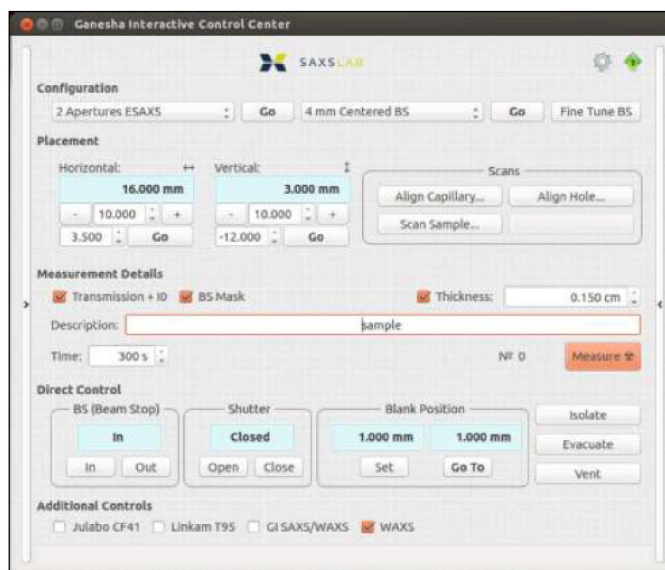 Ganesha Interactive Control Center
SAXSLAB
Configuration
2 Apertures ESAXS Go 4 mm Centered BS Go Fine Tune BS
Placement
Horizontal: ↔ Vertical: ↕ Scans
16.000 mm 3.000 mm Align Capillary... Align Hole...
- 10.000 + - 10.000 + Scan Sample...
3.500 Go -12.000 Go
Measurement Details
Transmission + I0 BS Mask Thickness: 0.150 cm
Description: sample
Time: 300 s Nº 0 Measure ☢
Direct Control
BS (Beam Stop) Shutter Blank Position Isolate
In Closed 1.000 mm 1.000 mm Evacuate
In Out Open Close Set Go To Vent
Additional Controls
Julabo CF41 Linkam T95 GI SAXS/WAXS WAXS